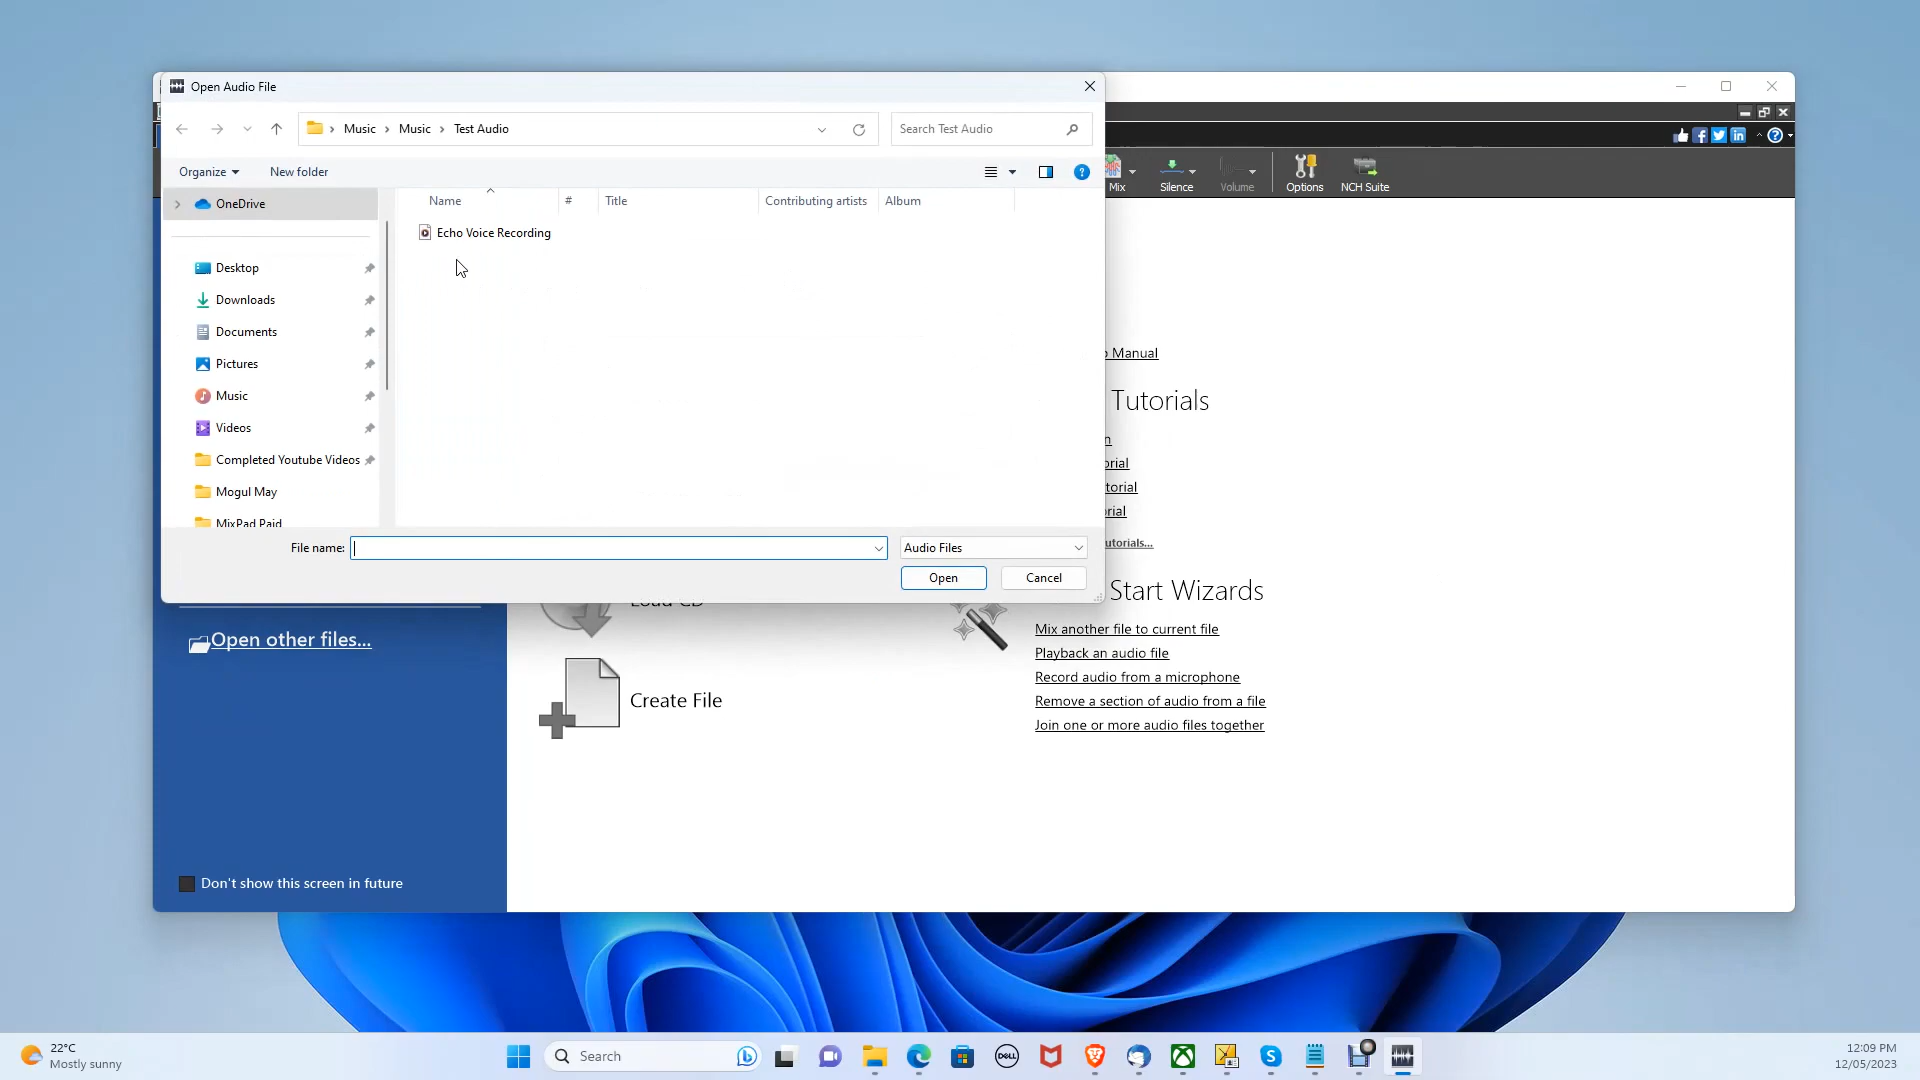 Open Audio File
Music > Music > Test Audio
Search Test Audio
Organize
New folder
Name
#
Title
Contributing artists
Album
OneDrive
Echo Voice Recording
Desktop
Downloads
Documents
Pictures
Music
Videos
Completed Youtube Videos
Mogul May
MixPad Paid
File name:
Audio Files
Open
Cancel
Mix
Silence
Volume
Options
NCH Suite
Manual
Tutorials
n
orial
torial
rial
utorials...
Start Wizards
Mix another file to current file
Playback an audio file
Record audio from a microphone
Remove a section of audio from a file
Join one or more audio files together
Load CD
Create File
Open other files...
Don't show this screen in future
22°C
Mostly sunny
Search
DELL
12:09 PM
12/05/2023